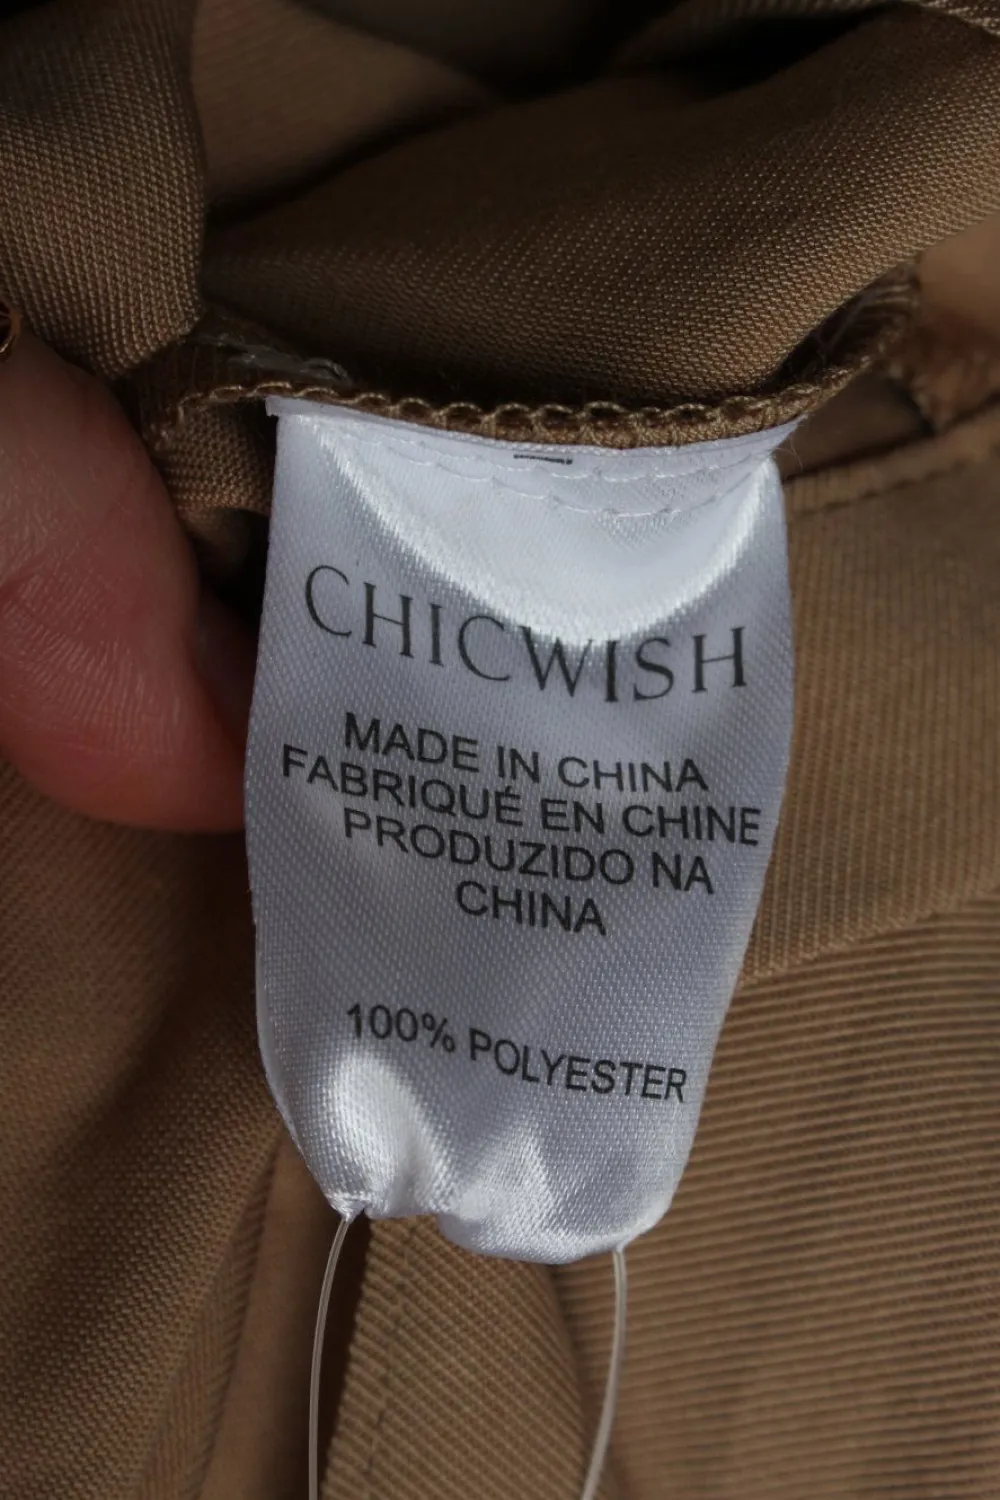 CHICWISH
MADE IN CHINA
FABRIQUÉ EN CHINE
PRODUZIDO NA
CHINA
100% POLYESTER